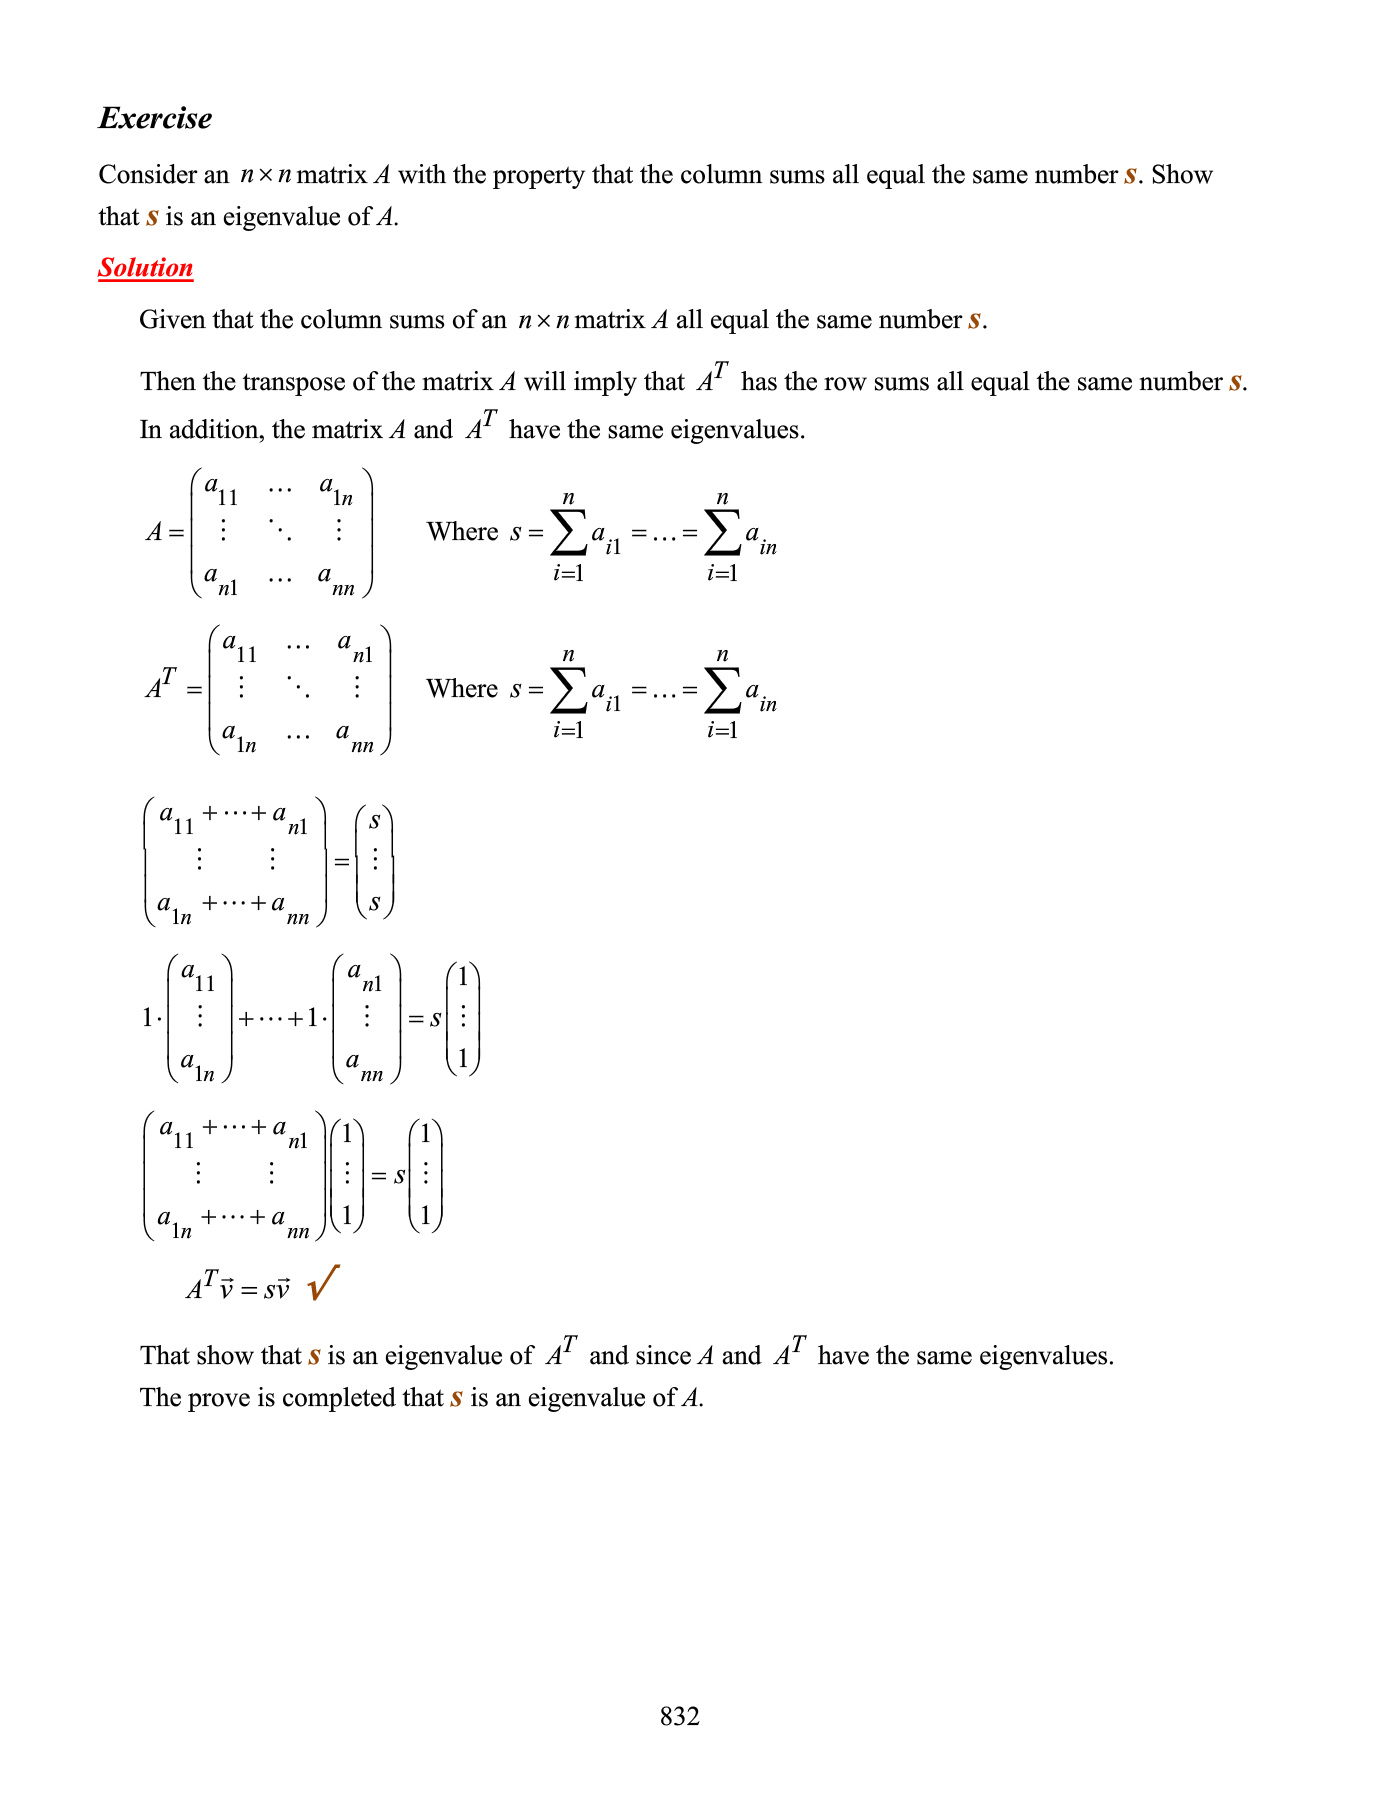 Exercise
Consider an n × n matrix A with the property that the column sums all equal the same number s. Show
that s is an eigenvalue of A.
Solution
Given that the column sums of an n × n matrix A all equal the same number s.
Then the transpose of the matrix A will imply that A^T has the row sums all equal the same number s.
In addition, the matrix A and A^T have the same eigenvalues.
A = \begin{pmatrix} a_{11} & \dots & a_{1n} \\ \vdots & \ddots & \vdots \\ a_{n1} & \dots & a_{nn} \end{pmatrix} Where s = \sum_{i=1}^{n} a_{i1} = \dots = \sum_{i=1}^{n} a_{in}
A^T = \begin{pmatrix} a_{11} & \dots & a_{n1} \\ \vdots & \ddots & \vdots \\ a_{1n} & \dots & a_{nn} \end{pmatrix} Where s = \sum_{i=1}^{n} a_{i1} = \dots = \sum_{i=1}^{n} a_{in}
\begin{pmatrix} a_{11} + \cdots + a_{n1} \\ \vdots \quad \vdots \\ a_{1n} + \cdots + a_{nn} \end{pmatrix} = \begin{pmatrix} s \\ \vdots \\ s \end{pmatrix}
1 \cdot \begin{pmatrix} a_{11} \\ \vdots \\ a_{1n} \end{pmatrix} + \cdots + 1 \cdot \begin{pmatrix} a_{n1} \\ \vdots \\ a_{nn} \end{pmatrix} = s \begin{pmatrix} 1 \\ \vdots \\ 1 \end{pmatrix}
\begin{pmatrix} a_{11} + \cdots + a_{n1} \\ \vdots \quad \vdots \\ a_{1n} + \cdots + a_{nn} \end{pmatrix} \begin{pmatrix} 1 \\ \vdots \\ 1 \end{pmatrix} = s \begin{pmatrix} 1 \\ \vdots \\ 1 \end{pmatrix}
A^T \vec{v} = s\vec{v} √
That show that s is an eigenvalue of A^T and since A and A^T have the same eigenvalues.
The prove is completed that s is an eigenvalue of A.
832